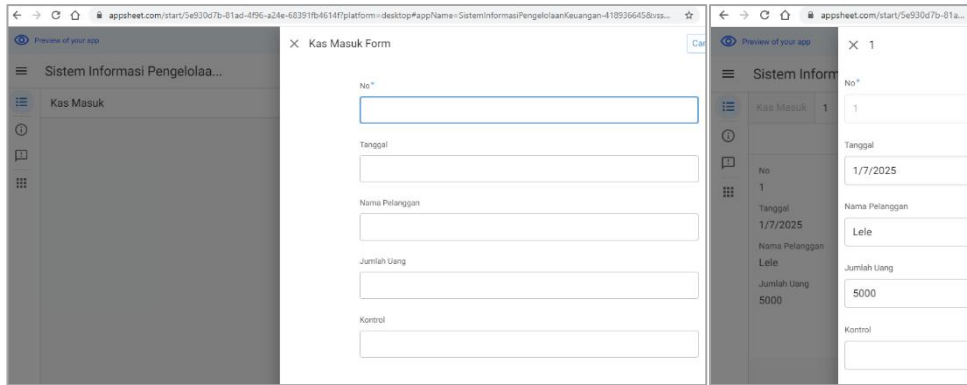 appsheet.com/start/5e930d7b-81ad-4f96-a24e-68391fb4614f?platform=desktop#appName=SistemInformasiPengelolaanKeuangan-418936645&vss...
Preview of your app
Sistem Informasi Pengelolaa...
Kas Masuk
Kas Masuk Form
Can
No*
Tanggal
Nama Pelanggan
Jumlah Uang
Kontrol
appsheet.com/start/5e930d7b-81a...
Preview of your app
Sistem Inform
Kas Masuk 1
No
1
Tanggal
1/7/2025
Nama Pelanggan
Lele
Jumlah Uang
5000
1
No*
1
Tanggal
1/7/2025
Nama Pelanggan
Lele
Jumlah Uang
5000
Kontrol